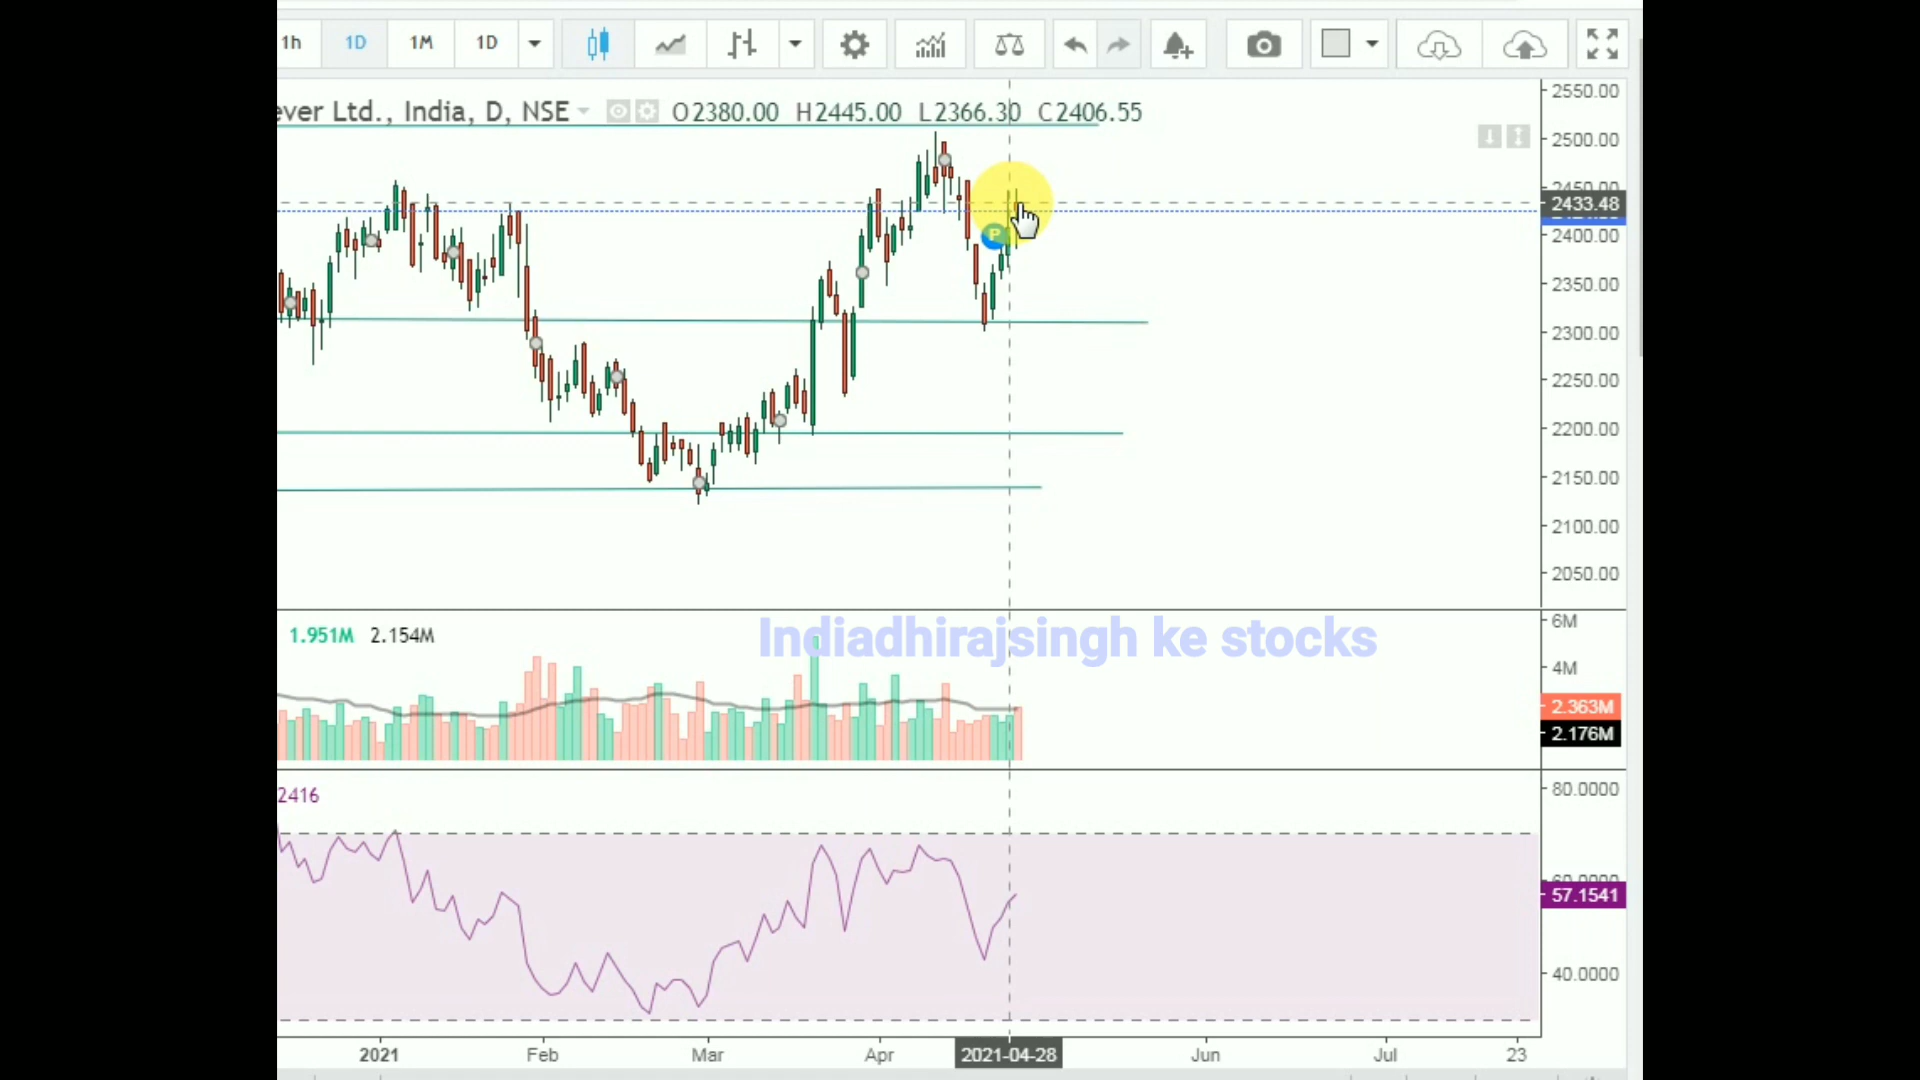 1h 1D 1M 1D
ever Ltd., India, D, NSE O2380.00 H2445.00 L2366.30 C2406.55
2550.00
2500.00
2433.48
2400.00
P
2350.00
2300.00
2250.00
2200.00
2150.00
2100.00
2050.00
Indiadhirajsingh ke stocks
1.951M 2.154M
6M
4M
2.363M
2.176M
2416
80.0000
57.1541
40.0000
2021 Feb Mar Apr 2021-04-28 Jun Jul 23